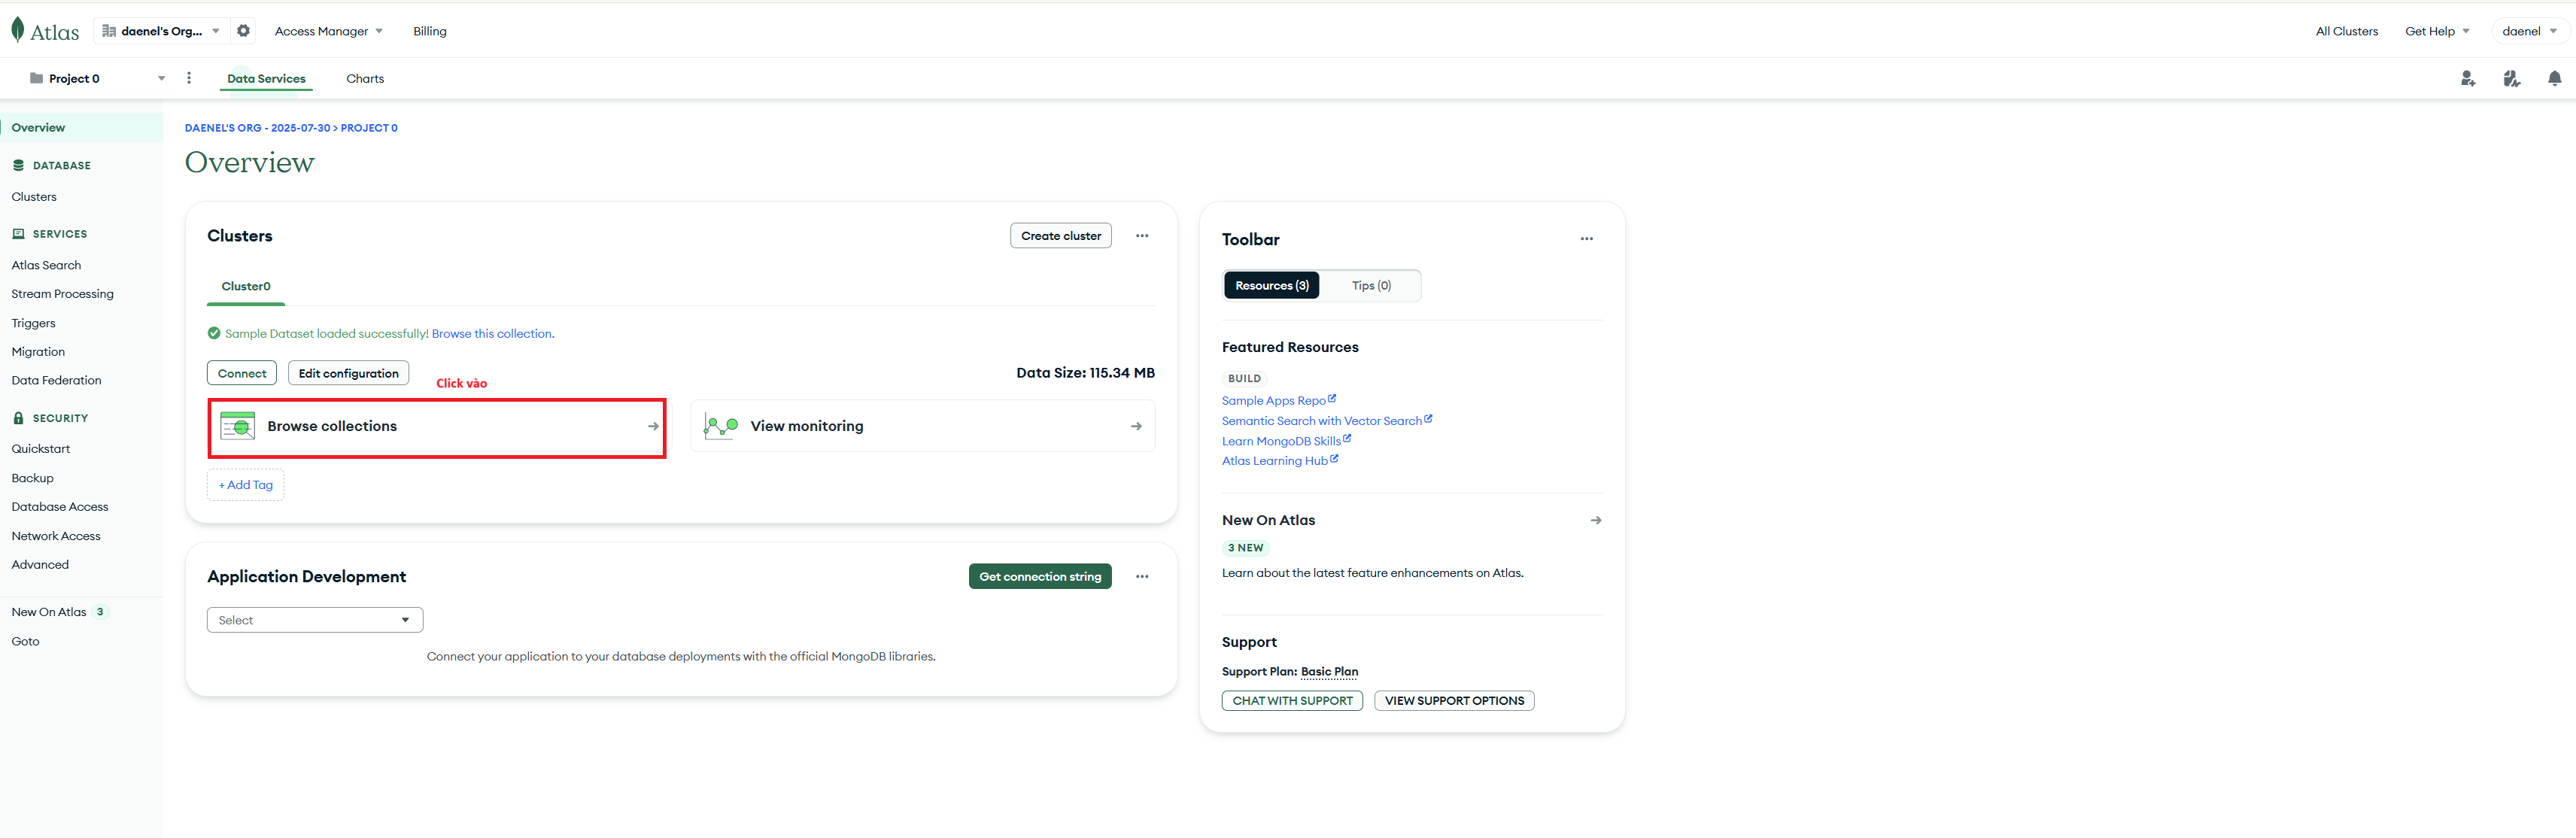 Atlas
daenel's Org...
Access Manager
Billing
All Clusters
Get Help
daenel
Project 0
Data Services
Charts
Overview
DATABASE
Clusters
SERVICES
Atlas Search
Stream Processing
Triggers
Migration
Data Federation
SECURITY
Quickstart
Backup
Database Access
Network Access
Advanced
New On Atlas 3
Goto
DAENEL'S ORG - 2025-07-30 > PROJECT 0
Overview
Clusters
Create cluster
Cluster0
Sample Dataset loaded successfully! Browse this collection.
Connect
Edit configuration
Click vào
Data Size: 115.34 MB
Browse collections
View monitoring
+ Add Tag
Application Development
Get connection string
Select
Connect your application to your database deployments with the official MongoDB libraries.
Toolbar
Resources (3)
Tips (0)
Featured Resources
BUILD
Sample Apps Repo
Semantic Search with Vector Search
Learn MongoDB Skills
Atlas Learning Hub
New On Atlas
3 NEW
Learn about the latest feature enhancements on Atlas.
Support
Support Plan: Basic Plan
CHAT WITH SUPPORT
VIEW SUPPORT OPTIONS